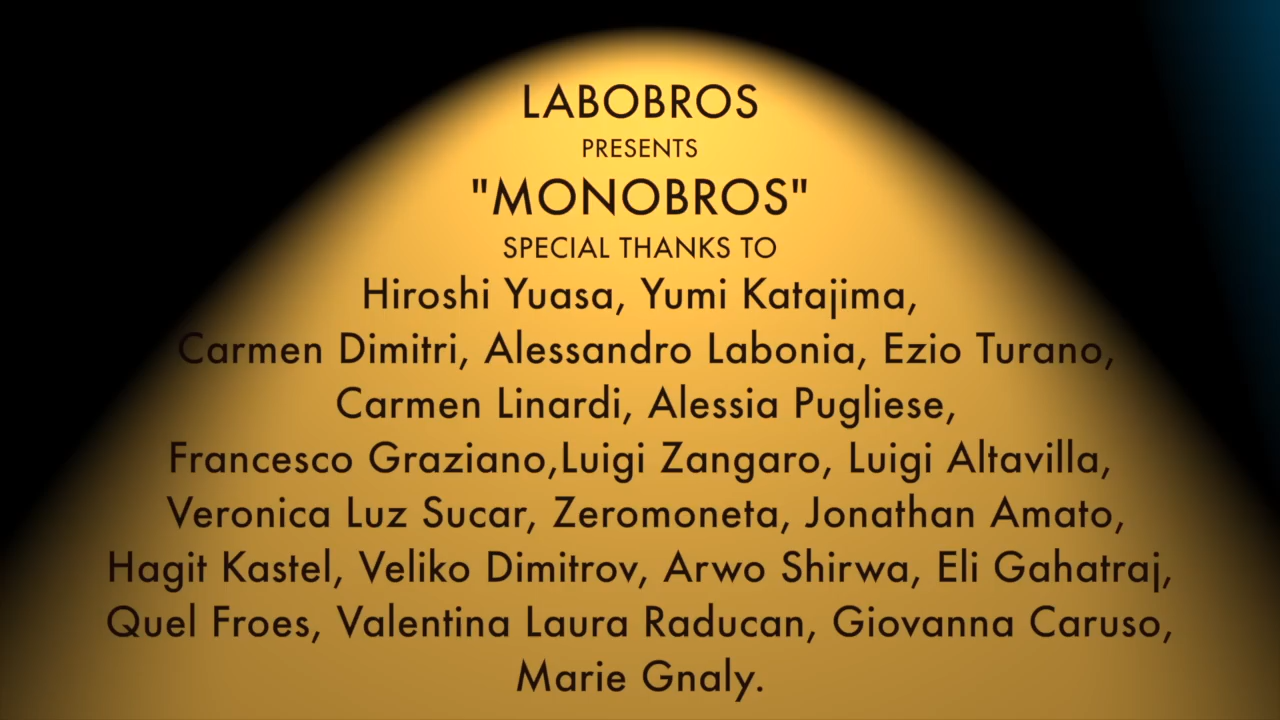 LABOBROS
PRESENTS
"MONOBROS"
SPECIAL THANKS TO
Hiroshi Yuasa, Yumi Katajima,
Carmen Dimitri, Alessandro Labonia, Ezio Turano,
Carmen Linardi, Alessia Pugliese,
Francesco Graziano,Luigi Zangaro, Luigi Altavilla,
Veronica Luz Sucar, Zeromoneta, Jonathan Amato,
Hagit Kastel, Veliko Dimitrov, Arwo Shirwa, Eli Gahatraj,
Quel Froes, Valentina Laura Raducan, Giovanna Caruso,
Marie Gnaly.